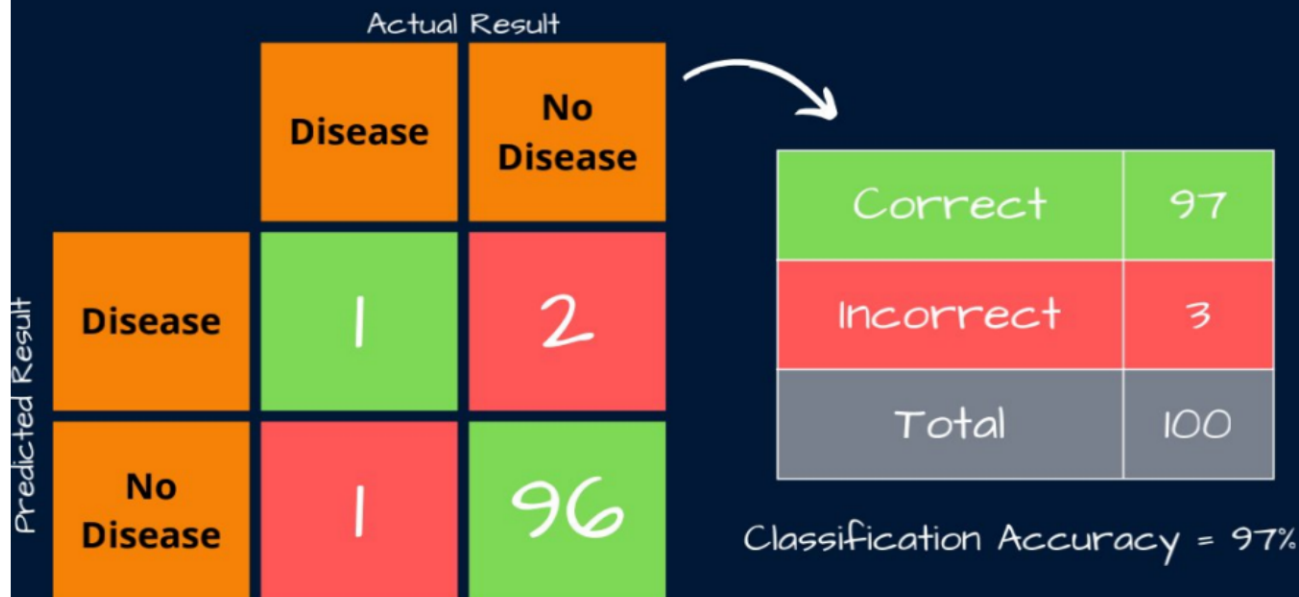 Actual Result
Disease
No
Disease
Predicted Result
Disease
1
2
No
Disease
1
96
Correct
97
Incorrect
3
Total
100
Classification Accuracy = 97%